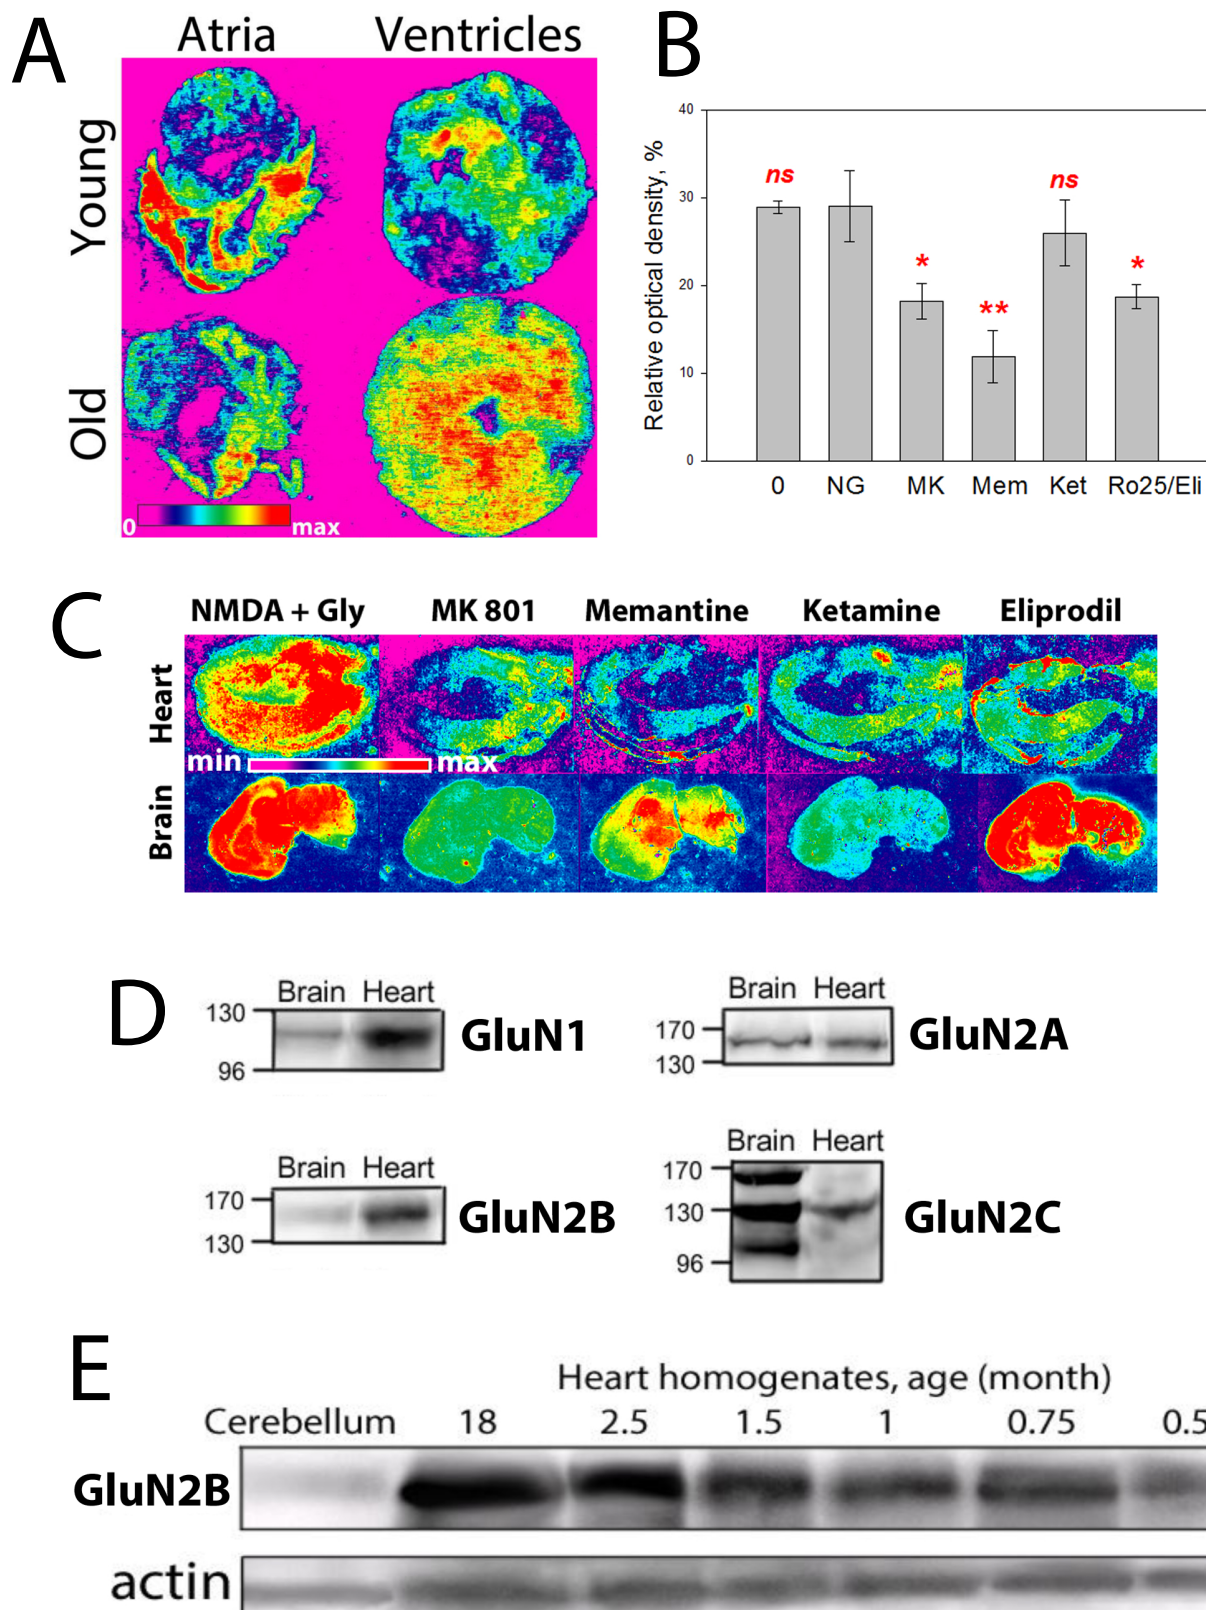 A
Atria Ventricles
Young
Old
0 max
B
Relative optical density, %
40
30
20
10
0
ns
*
**
ns
*
0 NG MK Mem Ket Ro25/Eli
C
NMDA + Gly MK 801 Memantine Ketamine Eliprodil
Heart
min max
Brain
D
Brain Heart
130
96
GluN1
Brain Heart
170
130
GluN2A
Brain Heart
170
130
GluN2B
Brain Heart
170
130
96
GluN2C
E
Heart homogenates, age (month)
Cerebellum 18 2.5 1.5 1 0.75 0.5
GluN2B
actin